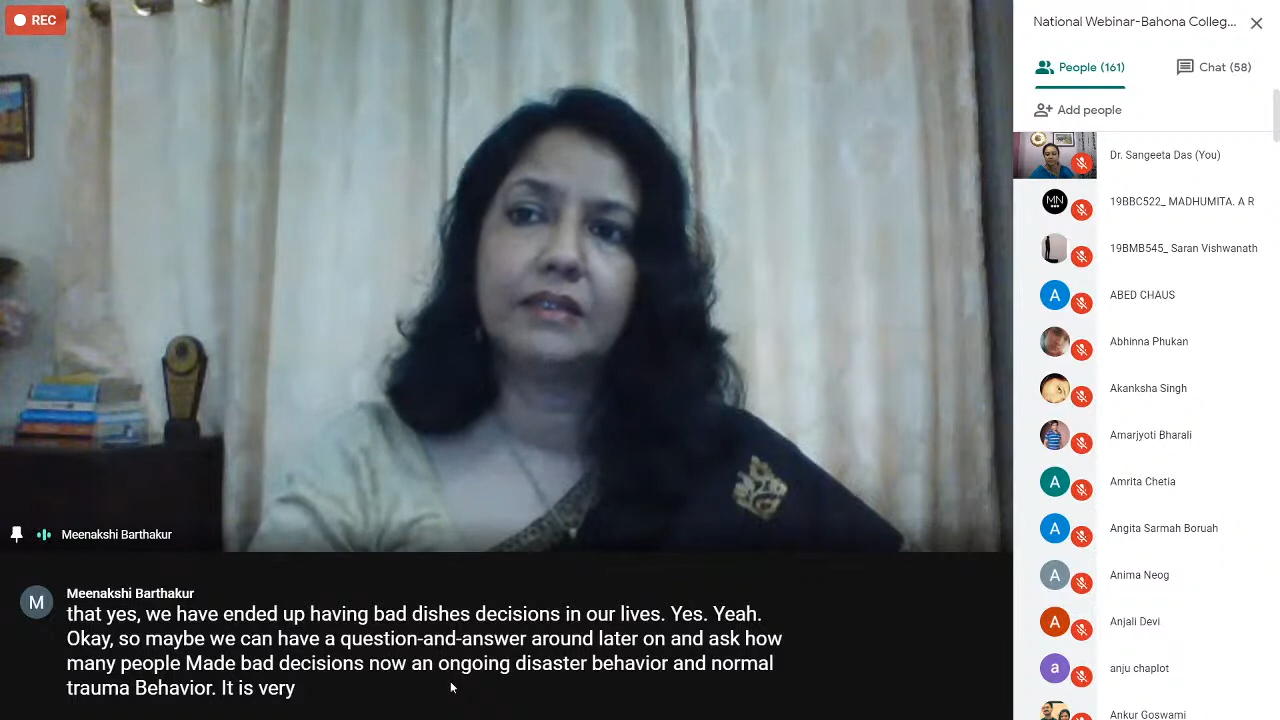 REC
National Webinar-Bahona Colleg...
People (161)
Chat (58)
Add people
Dr. Sangeeta Das (You)
MN
19BBC522_ MADHUMITA. A R
19BMB545_ Saran Vishwanath
A
ABED CHAUS
Abhinna Phukan
Akanksha Singh
Amarjyoti Bharali
A
Amrita Chetia
A
Angita Sarmah Boruah
A
Anima Neog
A
Anjali Devi
a
anju chaplot
Ankur Goswami
Meenakshi Barthakur
M
Meenakshi Barthakur
that yes, we have ended up having bad dishes decisions in our lives. Yes. Yeah.
Okay, so maybe we can have a question-and-answer around later on and ask how
many people Made bad decisions now an ongoing disaster behavior and normal
trauma Behavior. It is very